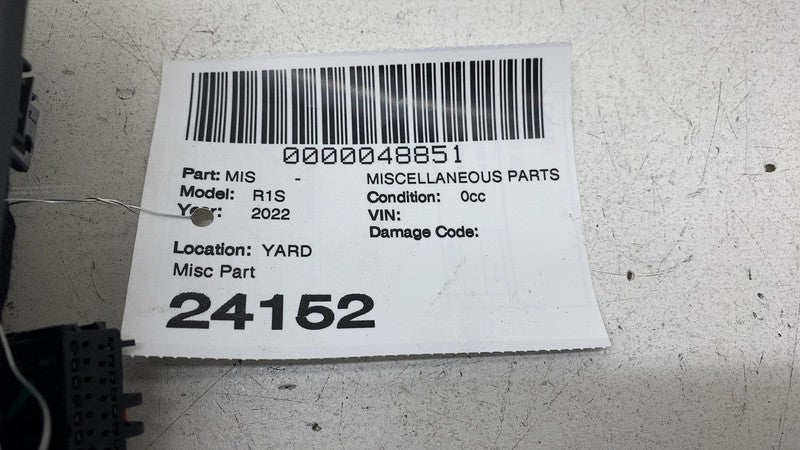 0000048851
Part: MIS - MISCELLANEOUS PARTS
Model: R1S Condition: 0cc
Year: 2022 VIN:
Damage Code:
Location: YARD
Misc Part
24152